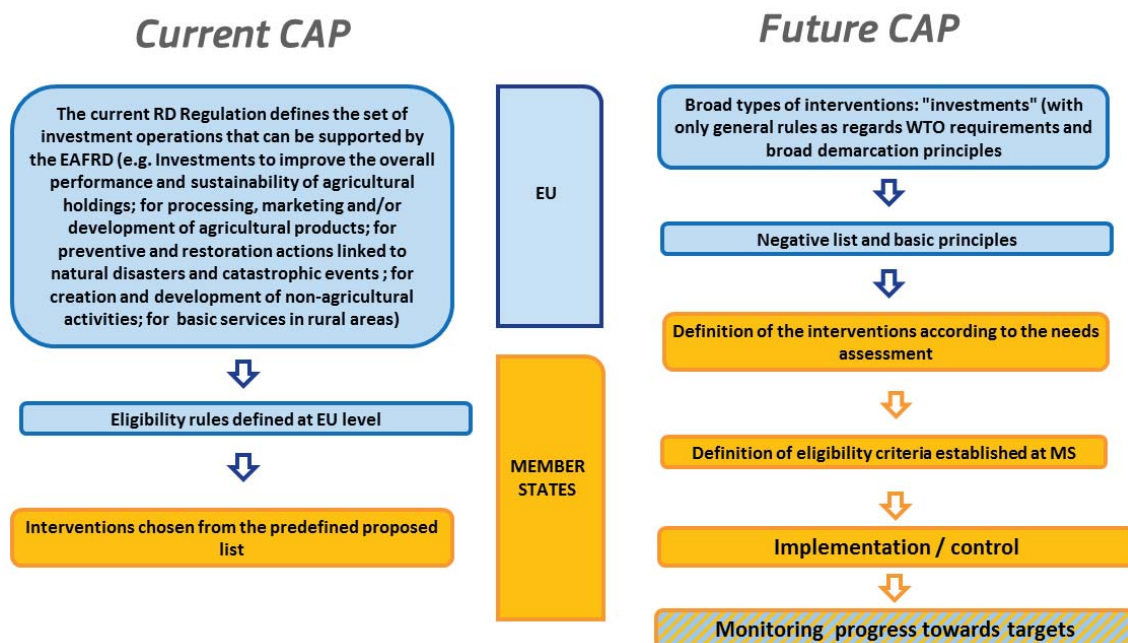 Current CAP
The current RD Regulation defines the set of
investment operations that can be supported by
the EAFRD (e.g. Investments to improve the overall
performance and sustainability of agricultural
holdings; for processing, marketing and/or
development of agricultural products; for
preventive and restoration actions linked to
natural disasters and catastrophic events ; for
creation and development of non-agricultural
activities; for basic services in rural areas)
Eligibility rules defined at EU level
Interventions chosen from the predefined proposed
list
EU
MEMBER
STATES
Future CAP
Broad types of interventions: "investments" (with
only general rules as regards WTO requirements and
broad demarcation principles
Negative list and basic principles
Definition of the interventions according to the needs
assessment
Definition of eligibility criteria established at MS
Implementation / control
Monitoring progress towards targets